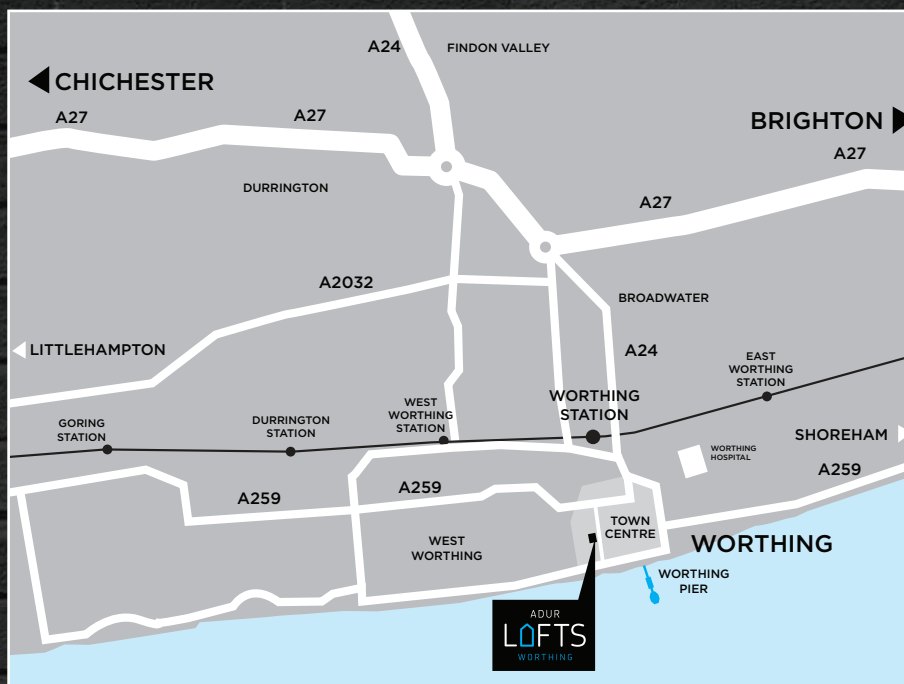 A24
FINDON VALLEY
CHICHESTER
A27
A27
BRIGHTON
A27
DURRINGTON
A27
A2032
BROADWATER
LITTLEHAMPTON
A24
EAST
WORTHING
STATION
WEST
WORTHING
STATION
WORTHING
STATION
GORING
STATION
DURRINGTON
STATION
SHOREHAM
WORTHING
HOSPITAL
A259
A259
A259
TOWN
CENTRE
WEST
WORTHING
WORTHING
WORTHING
PIER
ADUR
LOFTS
WORTHING